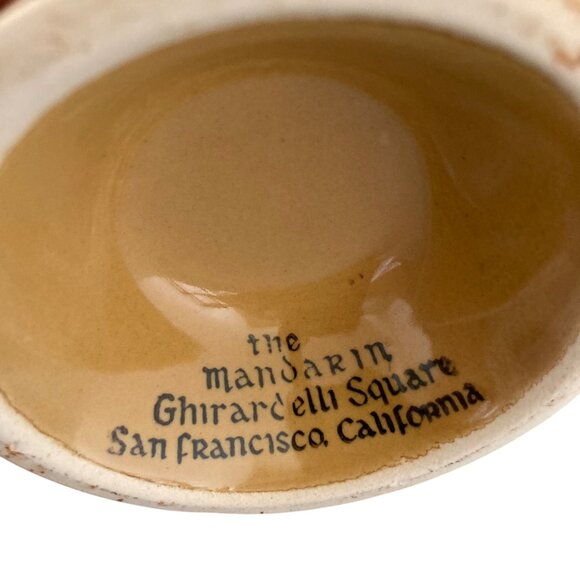 the
MANDARIN
Ghirardelli Square
San Francisco, California